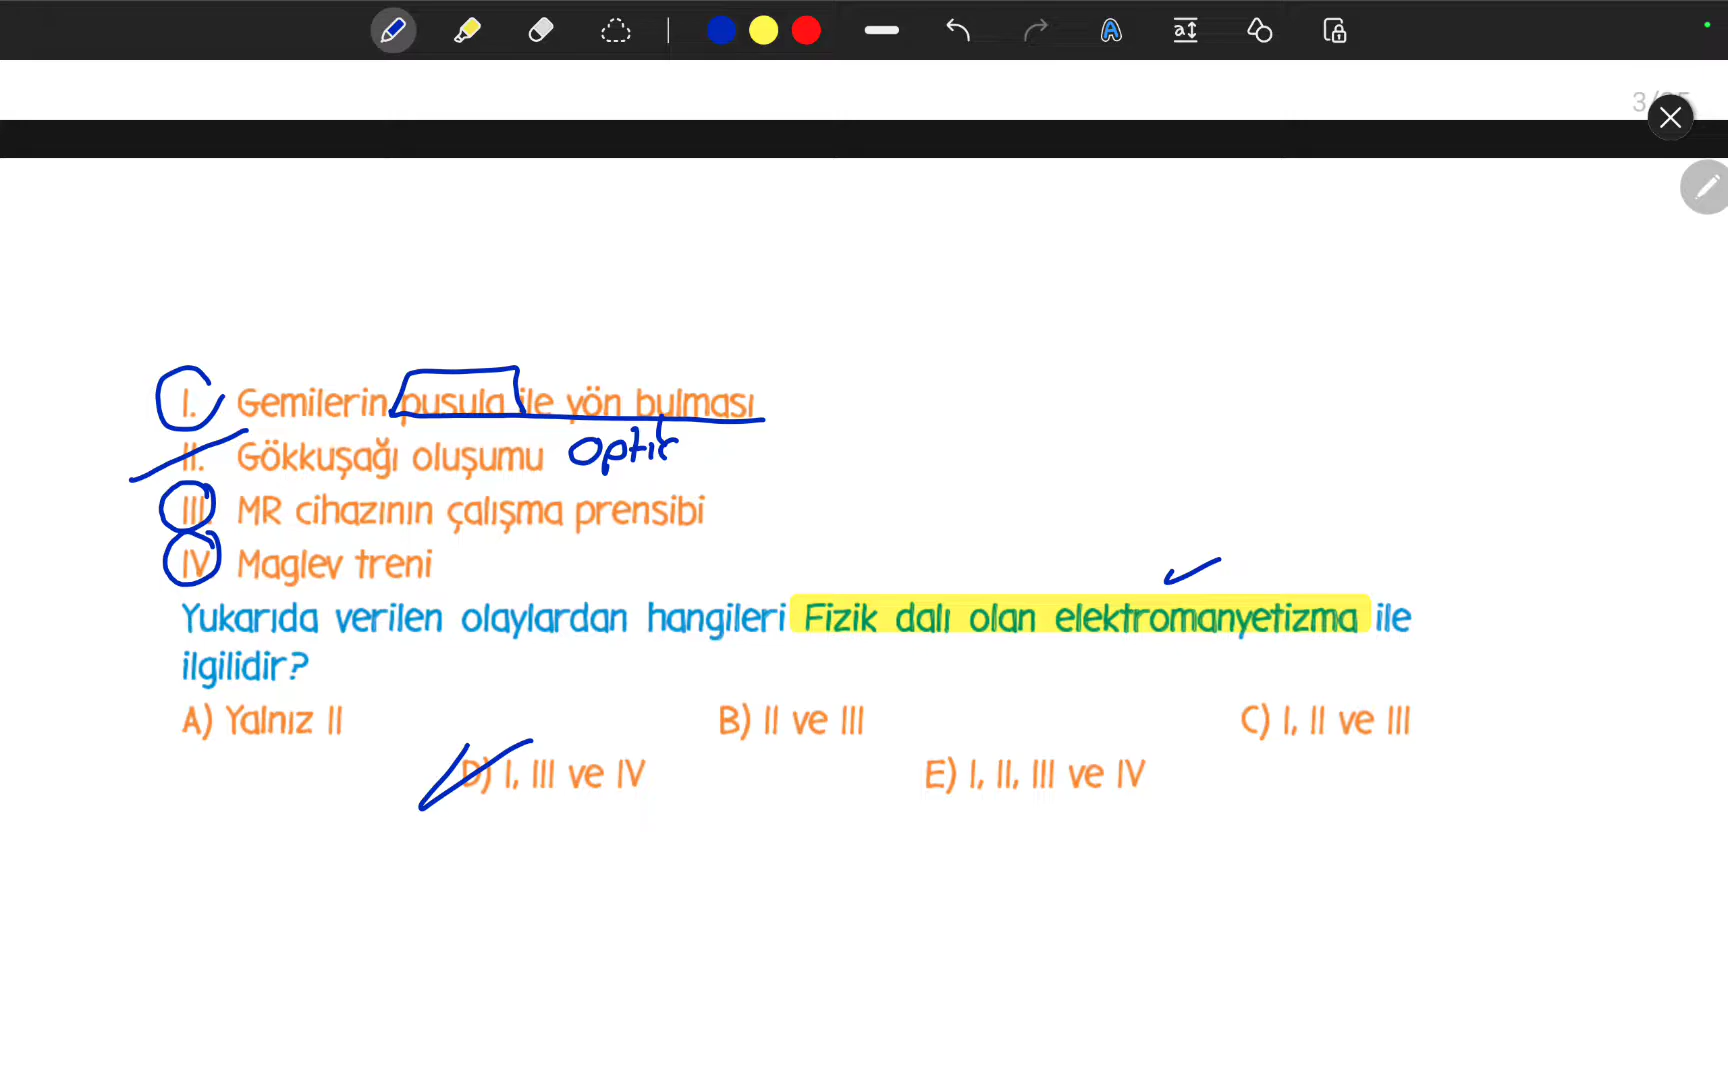 I. Gemilerin pusula ile yön bulması
II. Gökkuşağı oluşumu optik
III. MR cihazının çalışma prensibi
IV. Maglev treni
Yukarıda verilen olaylardan hangileri Fizik dalı olan elektromanyetizma ile
ilgilidir?
A) Yalnız II B) II ve III C) I, II ve III
D) I, III ve IV E) I, II, III ve IV